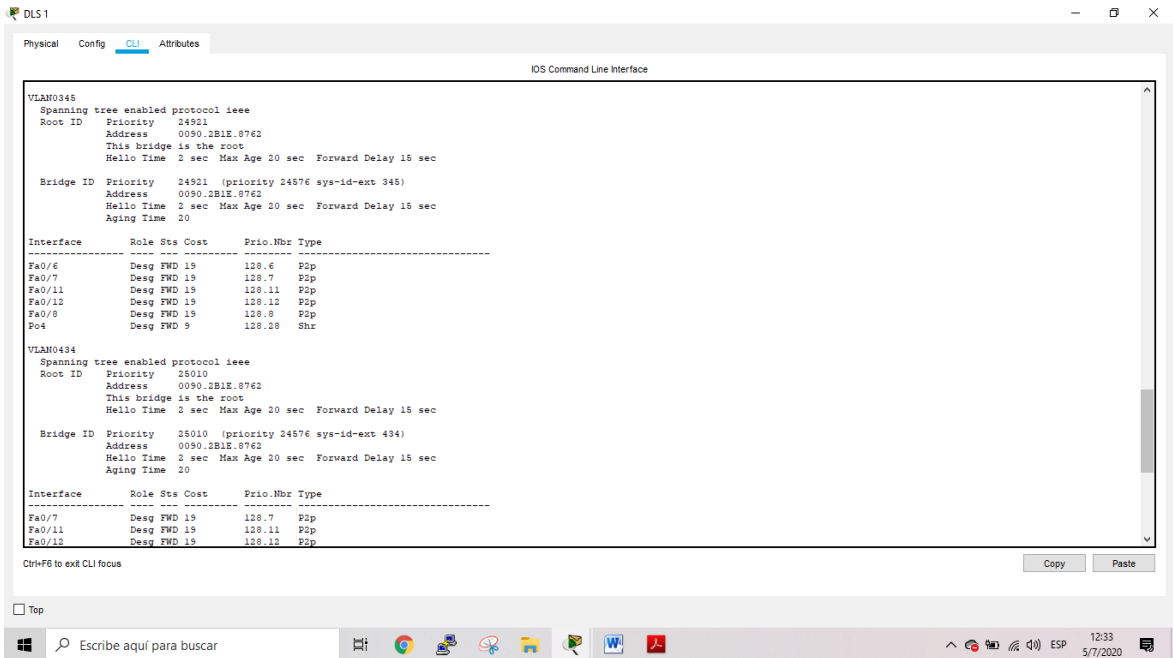 DLS 1
Physical Config CLI Attributes
IOS Command Line Interface
VLAN0345
Spanning tree enabled protocol ieee
Root ID Priority 24921
Address 0090.2B1E.8762
This bridge is the root
Hello Time 2 sec Max Age 20 sec Forward Delay 15 sec
Bridge ID Priority 24921 (priority 24576 sys-id-ext 345)
Address 0090.2B1E.8762
Hello Time 2 sec Max Age 20 sec Forward Delay 15 sec
Aging Time 20
Interface Role Sts Cost Prio.Nbr Type
---------------- ---- --- --------- -------- --------------------------------
Fa0/6 Desg FWD 19 128.6 P2p
Fa0/7 Desg FWD 19 128.7 P2p
Fa0/11 Desg FWD 19 128.11 P2p
Fa0/12 Desg FWD 19 128.12 P2p
Fa0/8 Desg FWD 19 128.8 P2p
Po4 Desg FWD 9 128.28 Shr
VLAN0434
Spanning tree enabled protocol ieee
Root ID Priority 25010
Address 0090.2B1E.8762
This bridge is the root
Hello Time 2 sec Max Age 20 sec Forward Delay 15 sec
Bridge ID Priority 25010 (priority 24576 sys-id-ext 434)
Address 0090.2B1E.8762
Hello Time 2 sec Max Age 20 sec Forward Delay 15 sec
Aging Time 20
Interface Role Sts Cost Prio.Nbr Type
---------------- ---- --- --------- -------- --------------------------------
Fa0/7 Desg FWD 19 128.7 P2p
Fa0/11 Desg FWD 19 128.11 P2p
Fa0/12 Desg FWD 19 128.12 P2p
Ctrl+F6 to exit CLI focus
Copy Paste
Top
Escribe aquí para buscar
ESP
12:33
5/7/2020